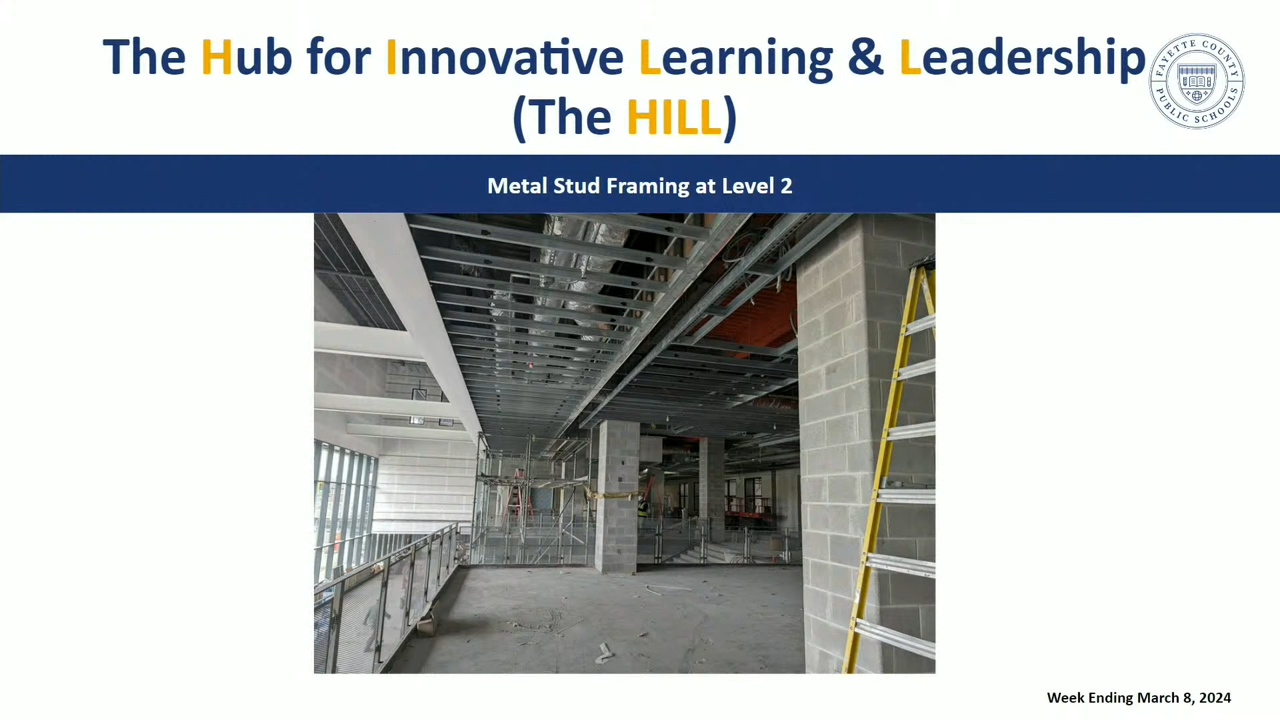 The Hub for Innovative Learning & Leadership
(The HILL)
FAYETTE COUNTY
PUBLIC SCHOOLS
Metal Stud Framing at Level 2
Week Ending March 8, 2024